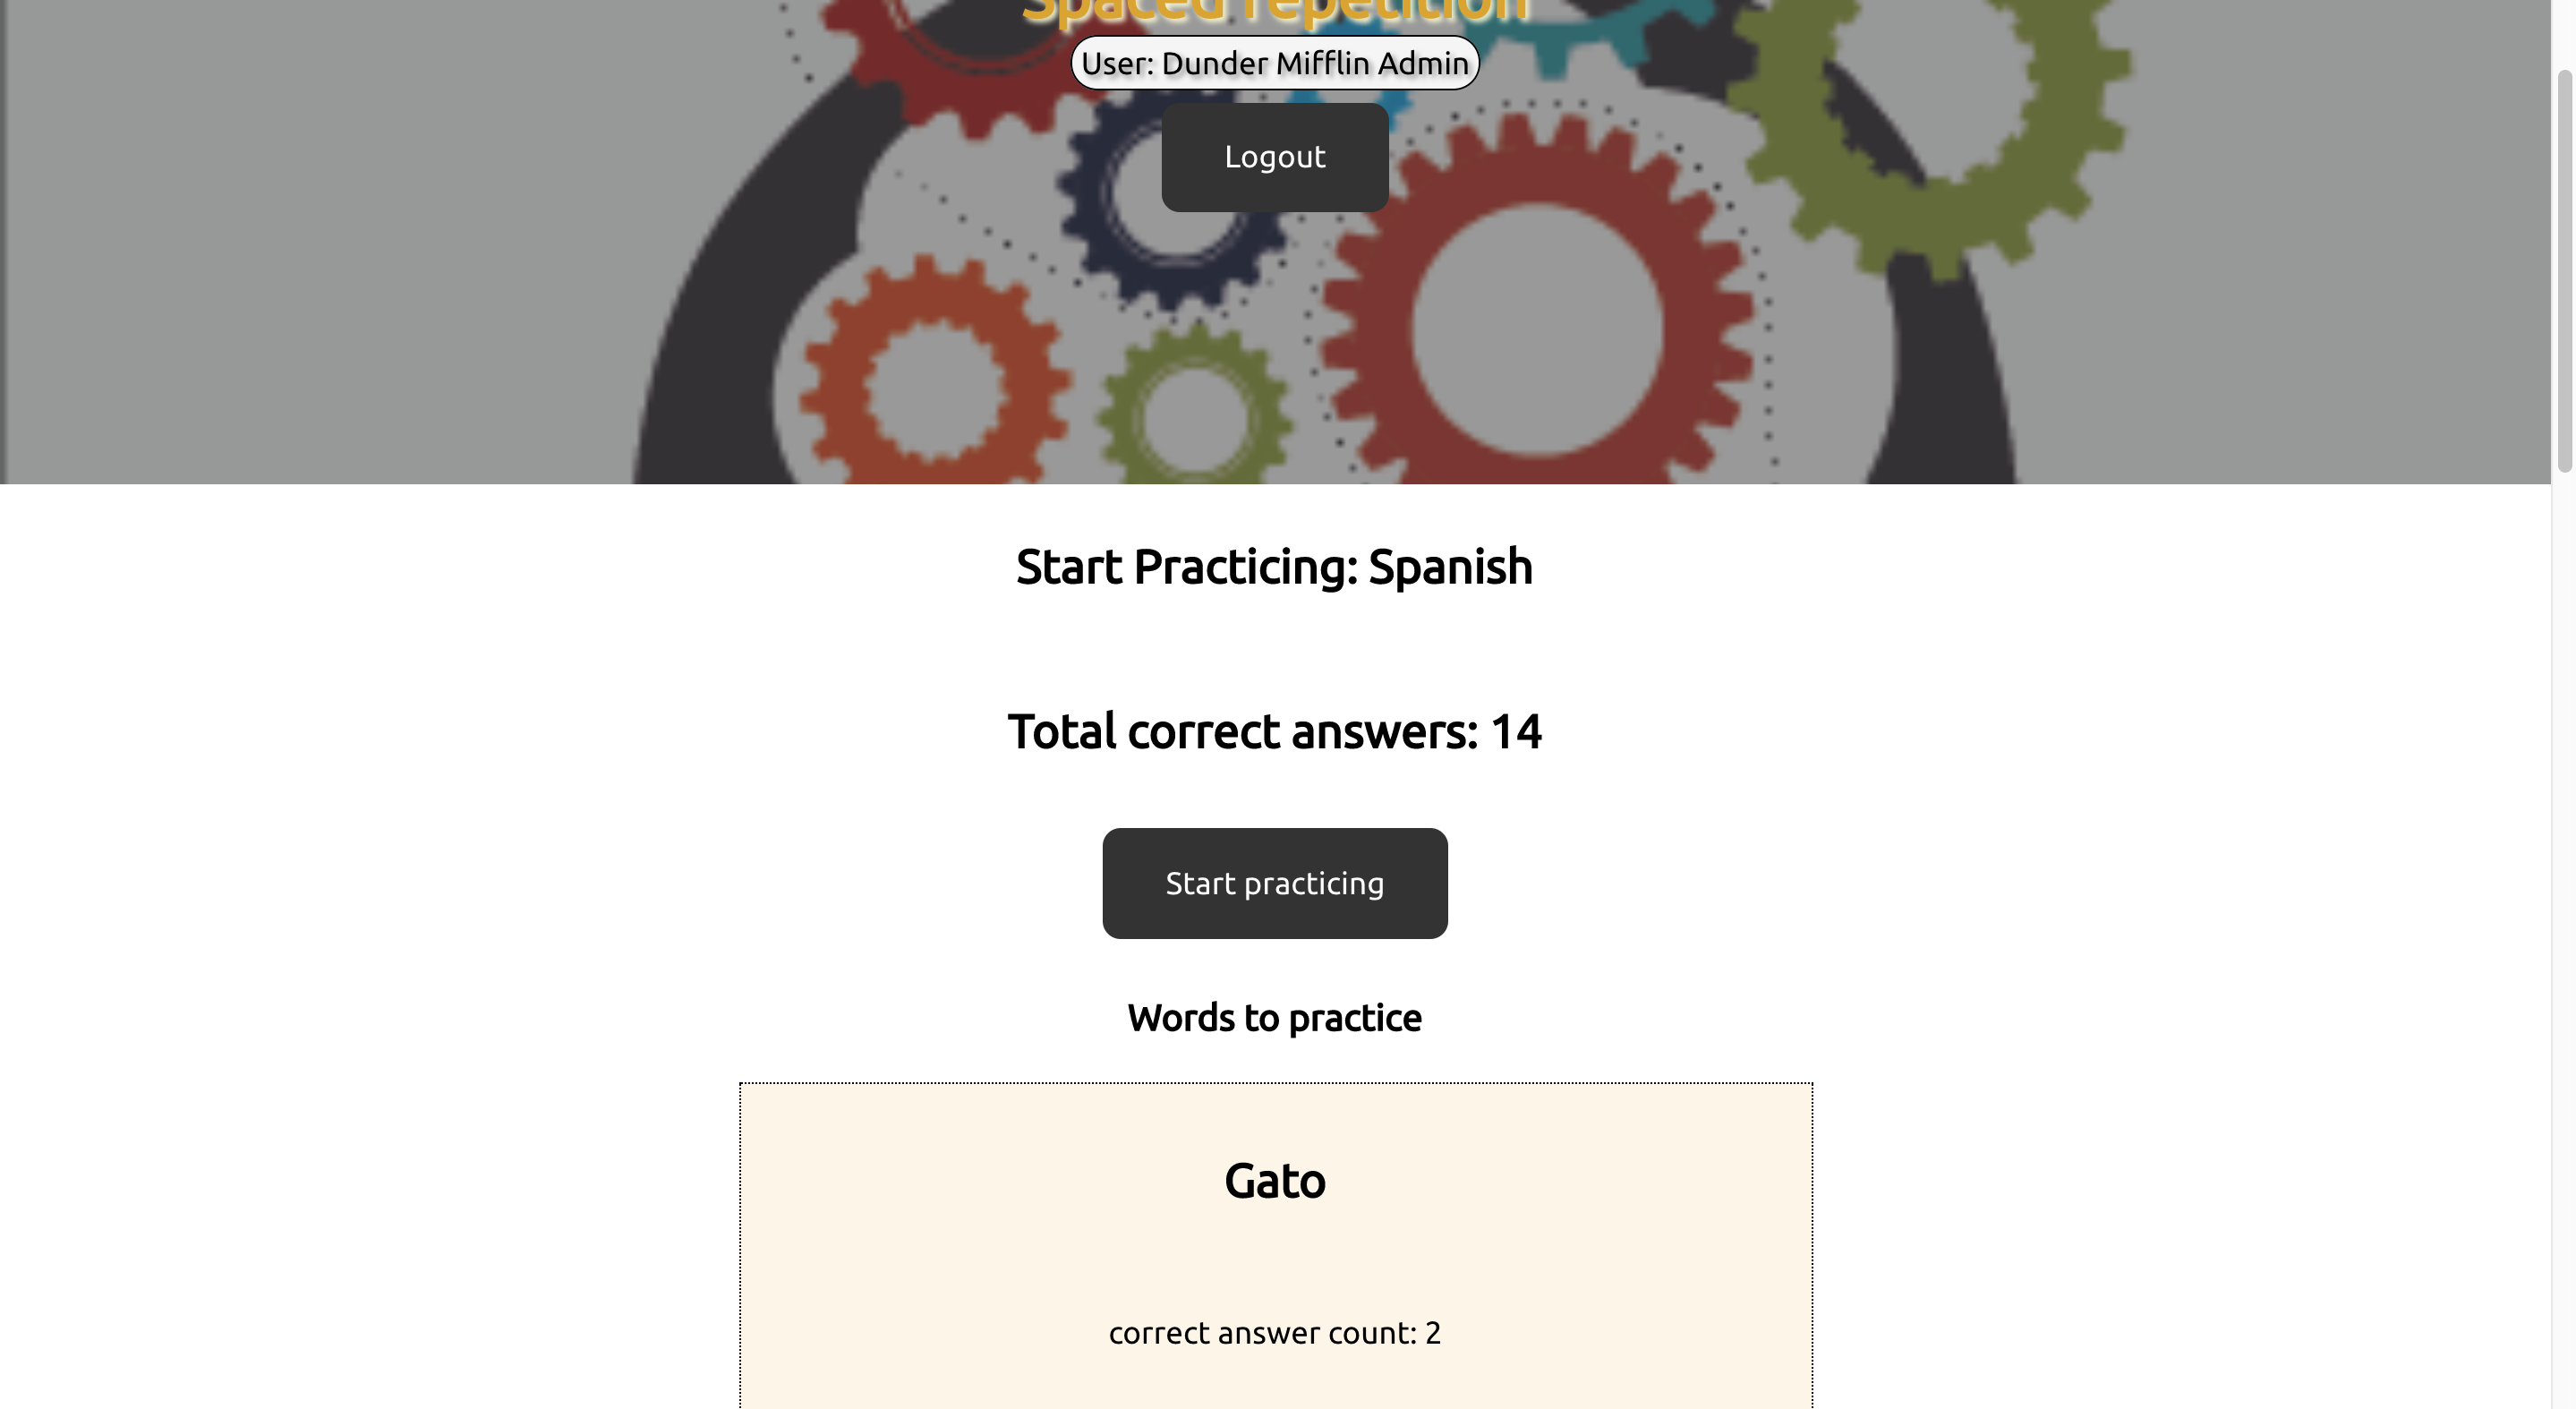 Spaced repetition
User: Dunder Mifflin Admin
Logout
Start Practicing: Spanish
Total correct answers: 14
Start practicing
Words to practice
Gato
correct answer count: 2